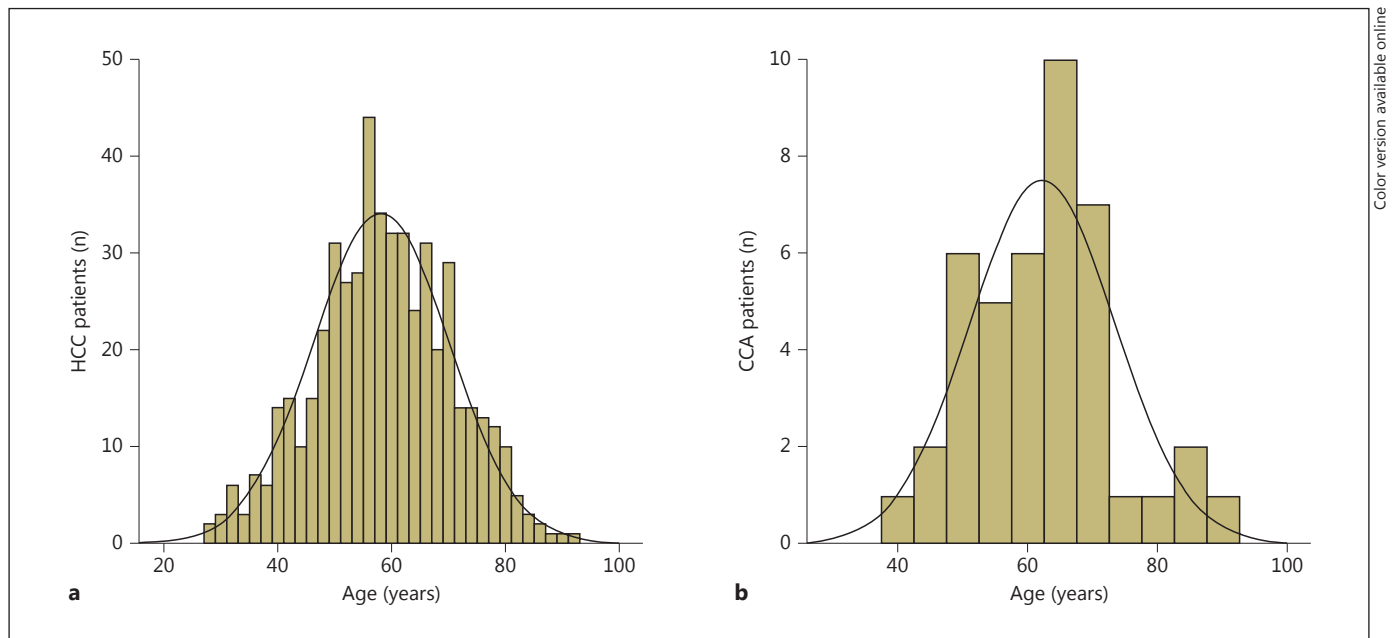 Color version available online
50
40
30
20
10
0
HCC patients (n)
20 40 60 80 100
Age (years)
a
10
8
6
4
2
0
CCA patients (n)
40 60 80 100
Age (years)
b